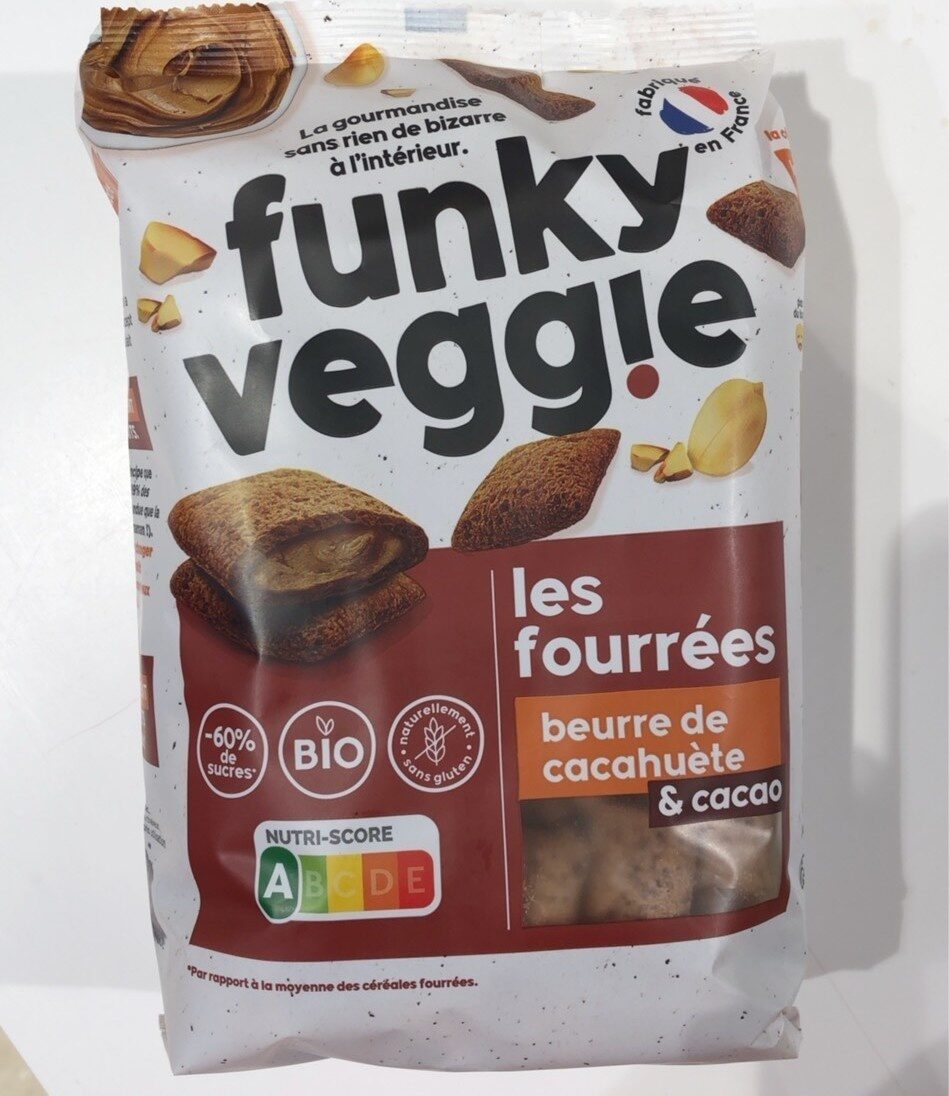 La gourmandise
sans rien de bizarre
à l'intérieur.
fabriqué
en France
funky
veggie
les
fourrées
beurre de
cacahuète
& cacao
-60%
de
sucres*
BIO
naturellement
sans gluten
NUTRI-SCORE
A B C D E
*Par rapport à la moyenne des céréales fourrées.